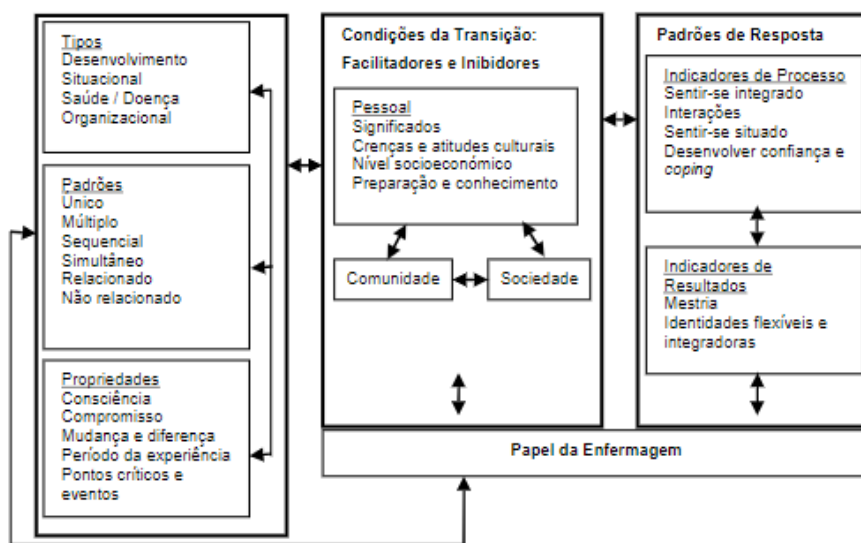 Tipos
Desenvolvimento
Situacional
Saúde / Doença
Organizacional
Padrões
Unico
Múltiplo
Sequencial
Simultâneo
Relacionado
Não relacionado
Propriedades
Consciência
Compromisso
Mudança e diferença
Período da experiência
Pontos críticos e
eventos
Condições da Transição:
Facilitadores e Inibidores
Pessoal
Significados
Crenças e atitudes culturais
Nível socioeconómico
Preparação e conhecimento
Comunidade
Sociedade
Padrões de Resposta
Indicadores de Processo
Sentir-se integrado
Interações
Sentir-se situado
Desenvolver confiança e
coping
Indicadores de
Resultados
Mestria
Identidades flexíveis e
integradoras
Papel da Enfermagem